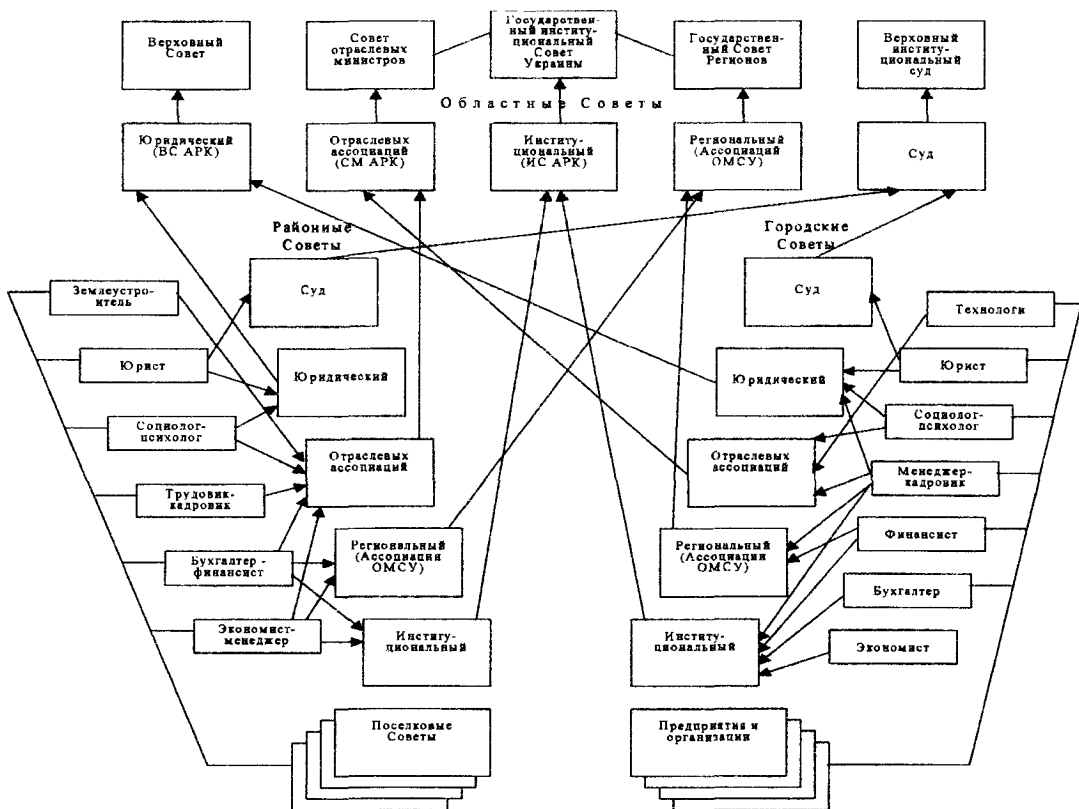 Верховный
Совет
Совет
отраслевых
министров
Государствен-
ный институ-
циональный
Совет
Украины
Государствен-
ный Совет
Регионов
Верховный
институ-
циональный
суд
Областные Советы
Юридический
(ВС АРК)
Отраслевых
ассоциаций
(СМ АРК)
Институ-
циональный
(ИС АРК)
Региональный
(Ассоциаций
ОМСУ)
Суд
Районные
Советы
Городские
Советы
Землеустро-
итель
Суд
Суд
Технологи
Юрист
Юридический
Юридический
Юрист
Социолог-
психолог
Социолог-
психолог
Отраслевых
ассоциаций
Отраслевых
ассоциаций
Менеджер-
кадровик
Трудовик-
кадровик
Региональный
(Ассоциации
ОМСУ)
Региональный
(Ассоциации
ОМСУ)
Финансист
Бухгалтер -
финансист
Бухгалтер
Экономист-
менеджер
Институ-
циональный
Институ-
циональный
Экономист
Поселковые
Советы
Предприятия и
организации